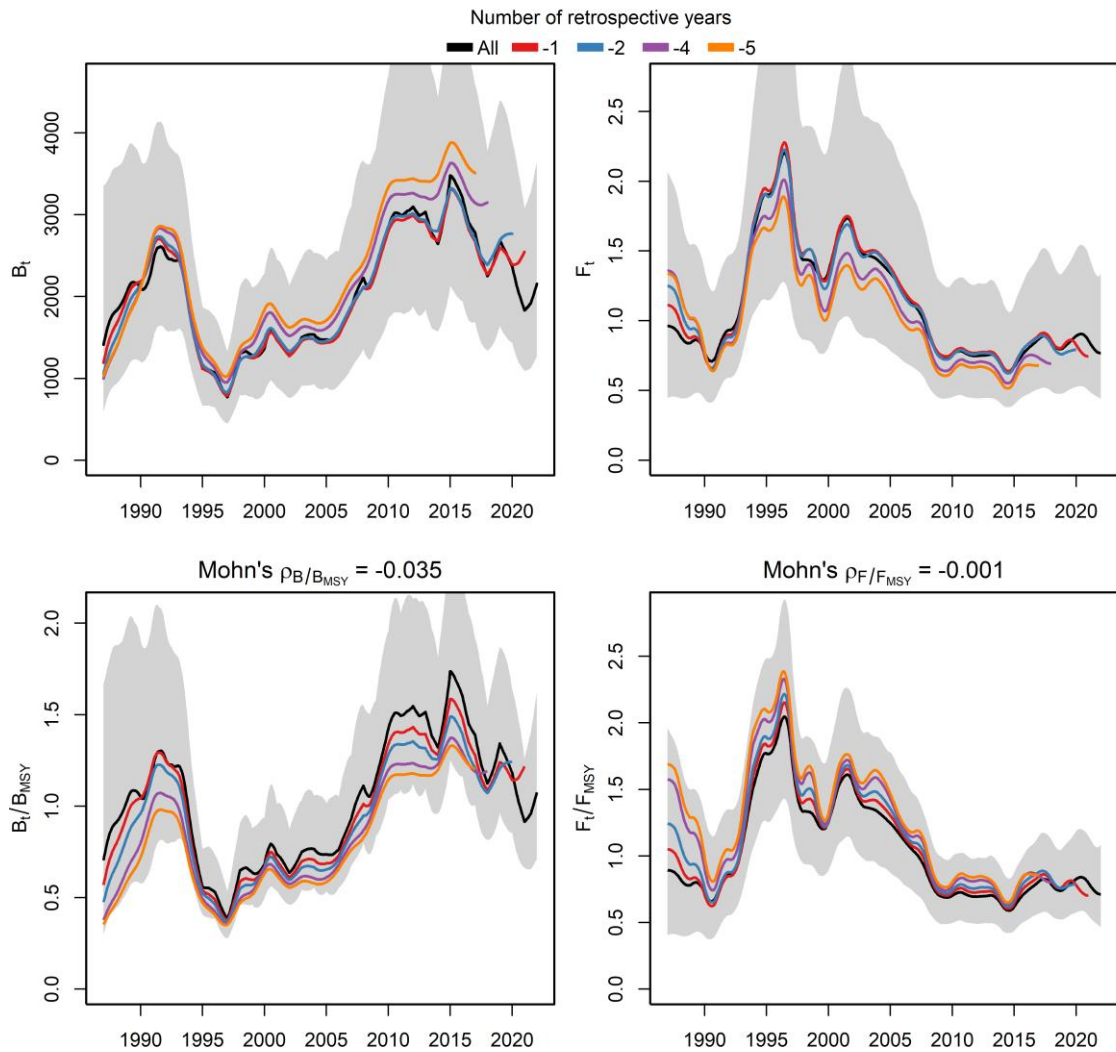 Number of retrospective years
All -1 -2 -4 -5
Bt
0 1000 2000 3000 4000
1990 1995 2000 2005 2010 2015 2020
Ft
0.0 0.5 1.0 1.5 2.0 2.5
1990 1995 2000 2005 2010 2015 2020
Mohn's ρB/BMSY = -0.035
Bt/BMSY
0.0 0.5 1.0 1.5 2.0
1990 1995 2000 2005 2010 2015 2020
Mohn's ρF/FMSY = -0.001
Ft/FMSY
0.0 0.5 1.0 1.5 2.0 2.5
1990 1995 2000 2005 2010 2015 2020